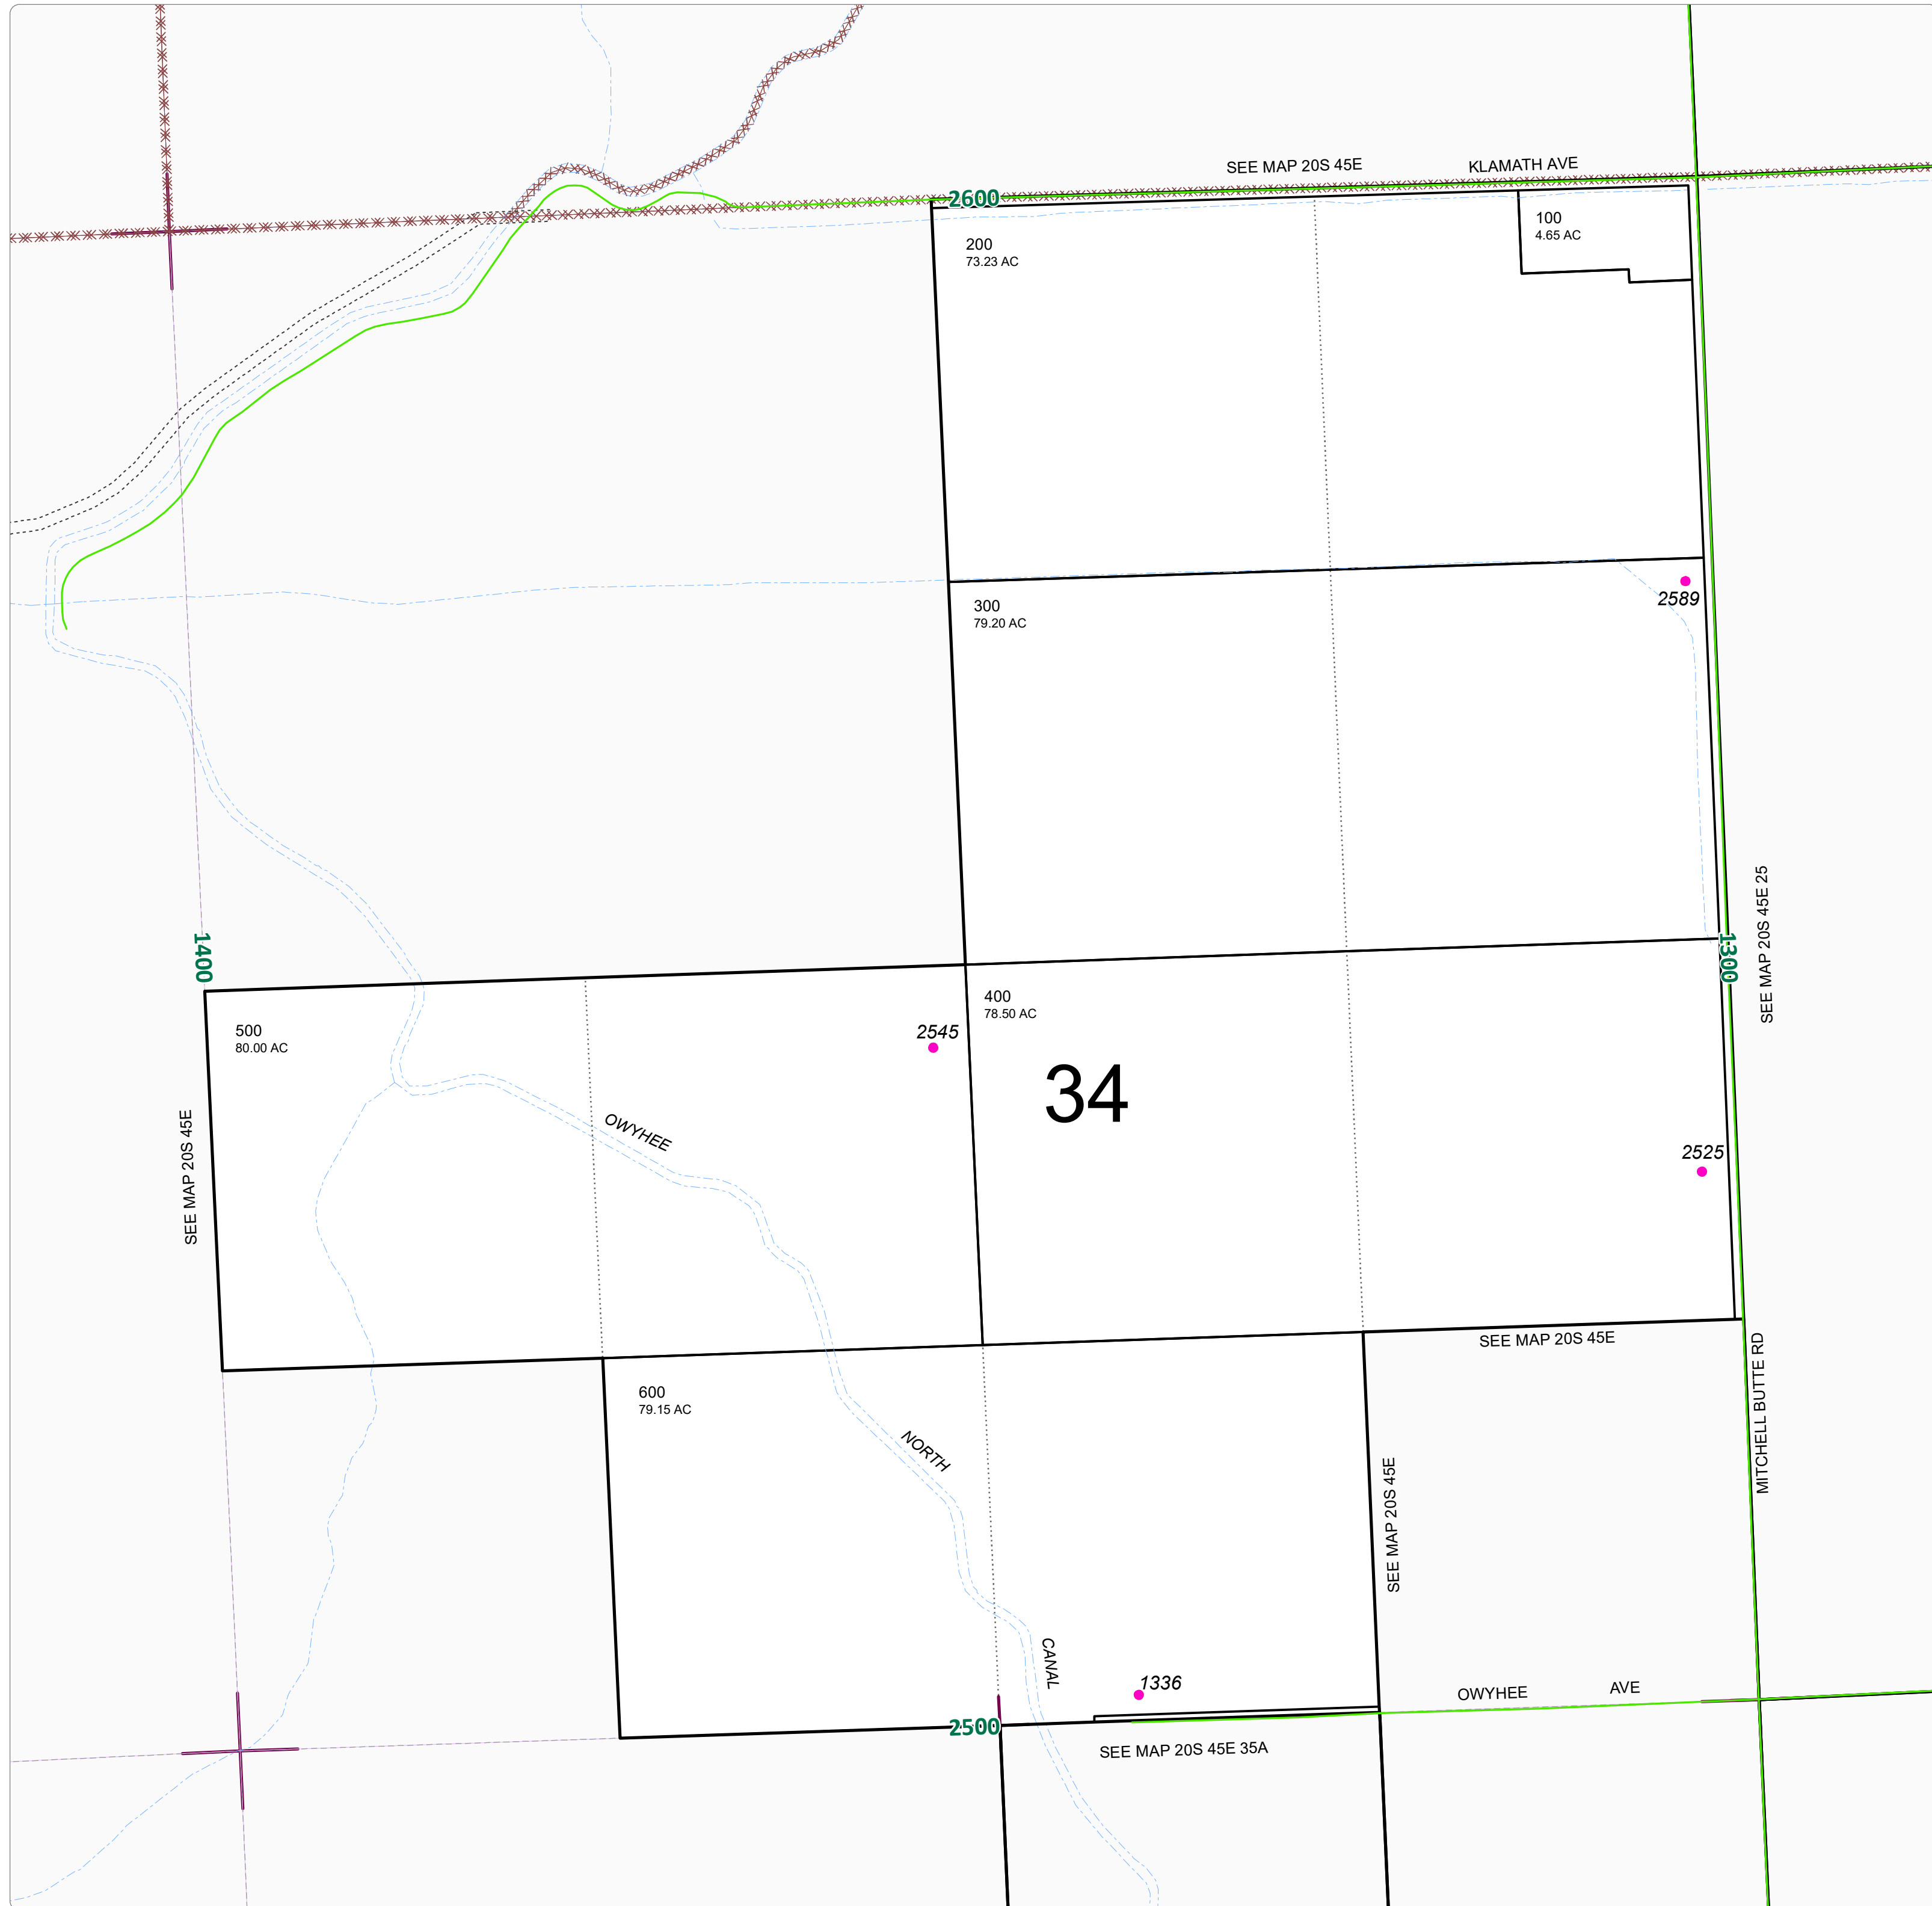 SEE MAP 20S 45E
KLAMATH AVE
2600
100
4.65 AC
200
73.23 AC
2589
300
79.20 AC
SEE MAP 20S 45E 25
1400
1300
400
78.50 AC
500
80.00 AC
2545
34
OWYHEE
SEE MAP 20S 45E
2525
SEE MAP 20S 45E
MITCHELL BUTTE RD
600
79.15 AC
NORTH
SEE MAP 20S 45E
CANAL
1336
OWYHEE
AVE
2500
SEE MAP 20S 45E 35A